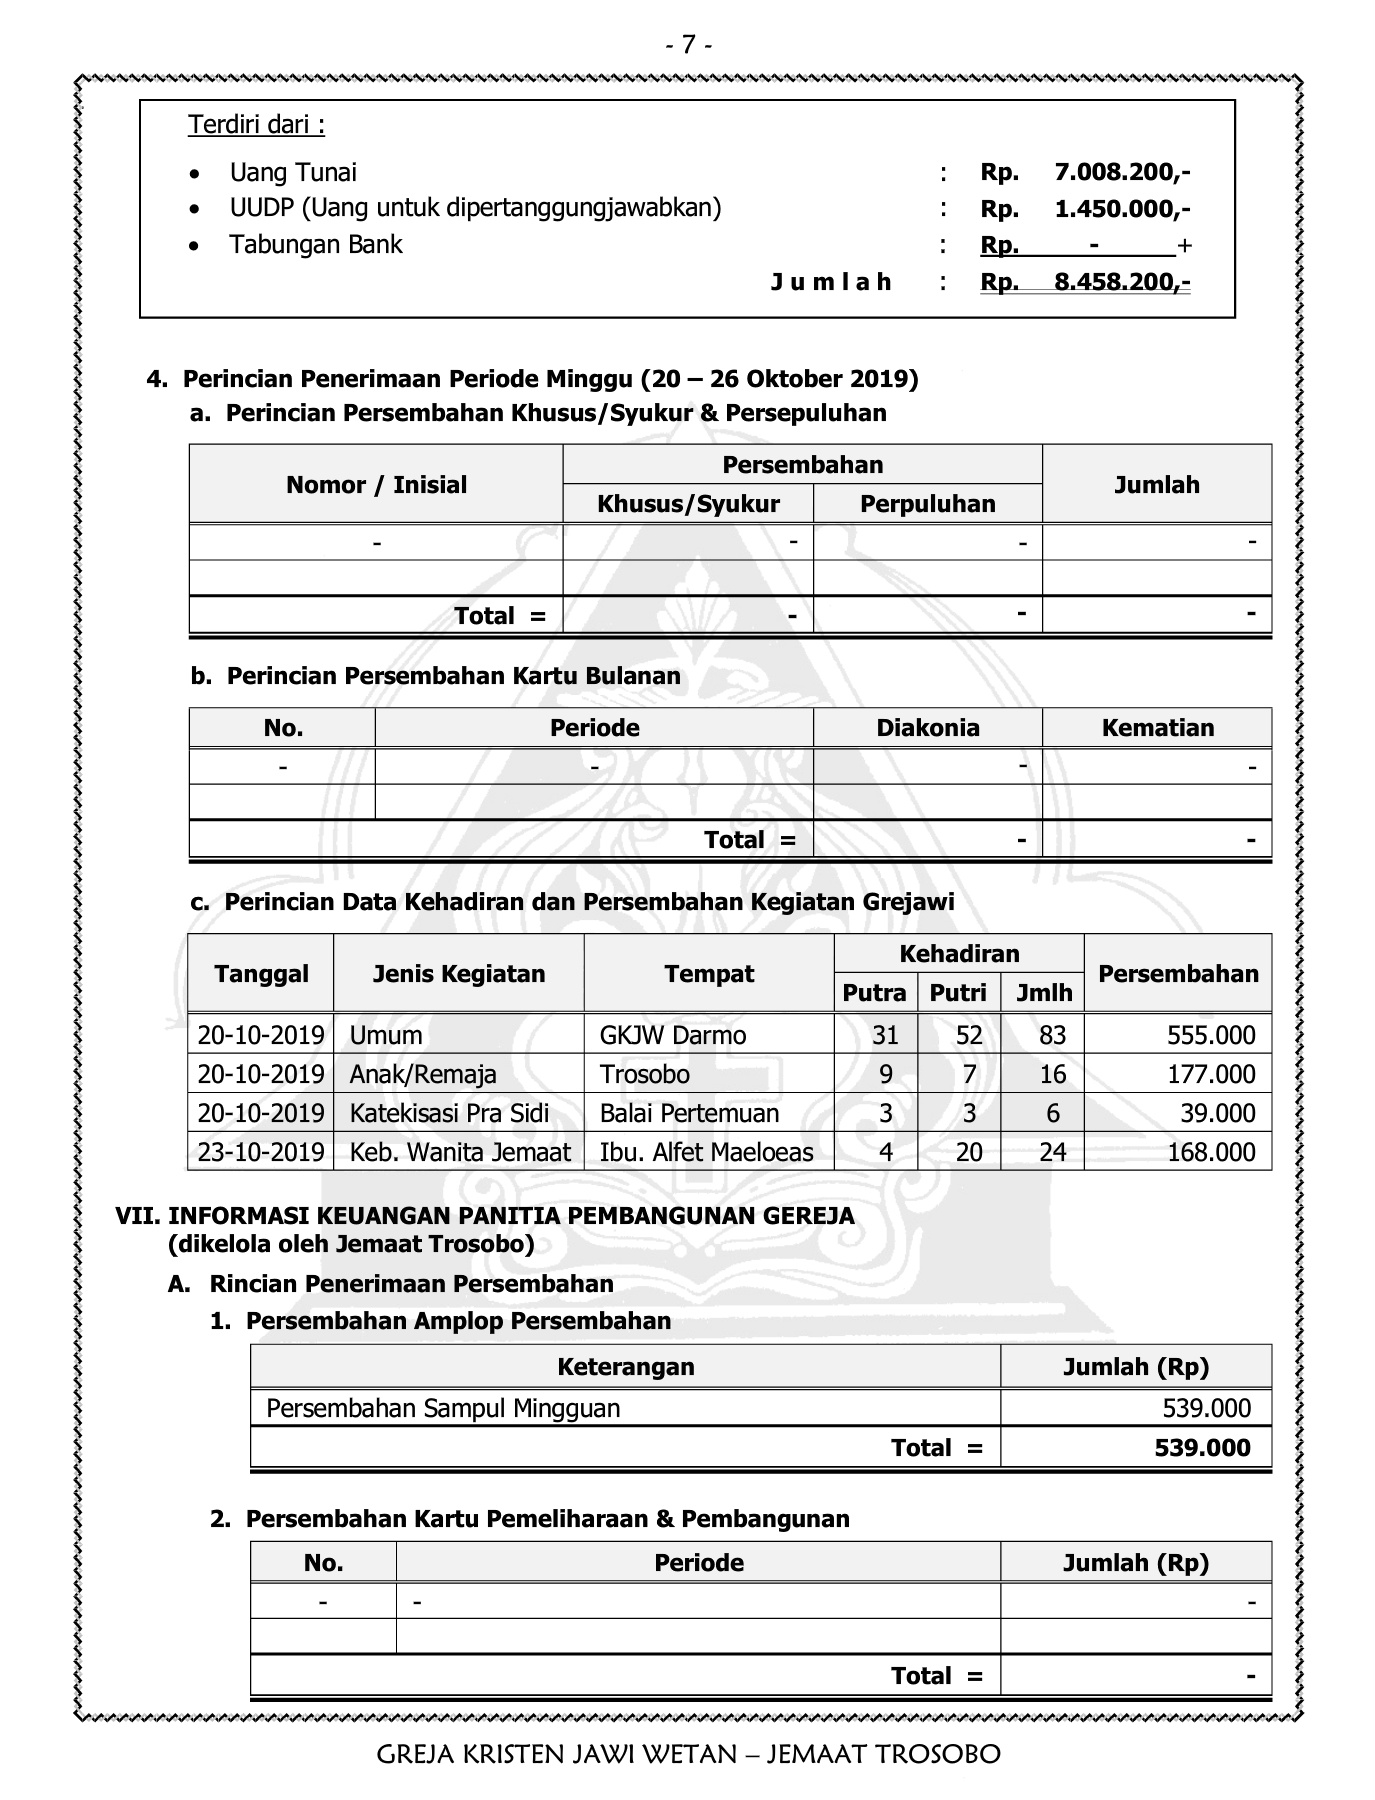 - 7 -
Terdiri dari :
• Uang Tunai : Rp. 7.008.200,-
• UUDP (Uang untuk dipertanggungjawabkan) : Rp. 1.450.000,-
• Tabungan Bank : Rp. - +
J u m l a h : Rp. 8.458.200,-
4. Perincian Penerimaan Periode Minggu (20 – 26 Oktober 2019)
a. Perincian Persembahan Khusus/Syukur & Persepuluhan
Nomor / Inisial Persembahan Jumlah
Khusus/Syukur Perpuluhan
- - - -
Total = - - -
b. Perincian Persembahan Kartu Bulanan
No. Periode Diakonia Kematian
- - - -
Total = - -
c. Perincian Data Kehadiran dan Persembahan Kegiatan Grejawi
Tanggal Jenis Kegiatan Tempat Kehadiran Persembahan
Putra Putri Jmlh
20-10-2019 Umum GKJW Darmo 31 52 83 555.000
20-10-2019 Anak/Remaja Trosobo 9 7 16 177.000
20-10-2019 Katekisasi Pra Sidi Balai Pertemuan 3 3 6 39.000
23-10-2019 Keb. Wanita Jemaat Ibu. Alfet Maeloeas 4 20 24 168.000
VII. INFORMASI KEUANGAN PANITIA PEMBANGUNAN GEREJA
(dikelola oleh Jemaat Trosobo)
A. Rincian Penerimaan Persembahan
1. Persembahan Amplop Persembahan
Keterangan Jumlah (Rp)
Persembahan Sampul Mingguan 539.000
Total = 539.000
2. Persembahan Kartu Pemeliharaan & Pembangunan
No. Periode Jumlah (Rp)
- - -
Total = -
GREJA KRISTEN JAWI WETAN – JEMAAT TROSOBO